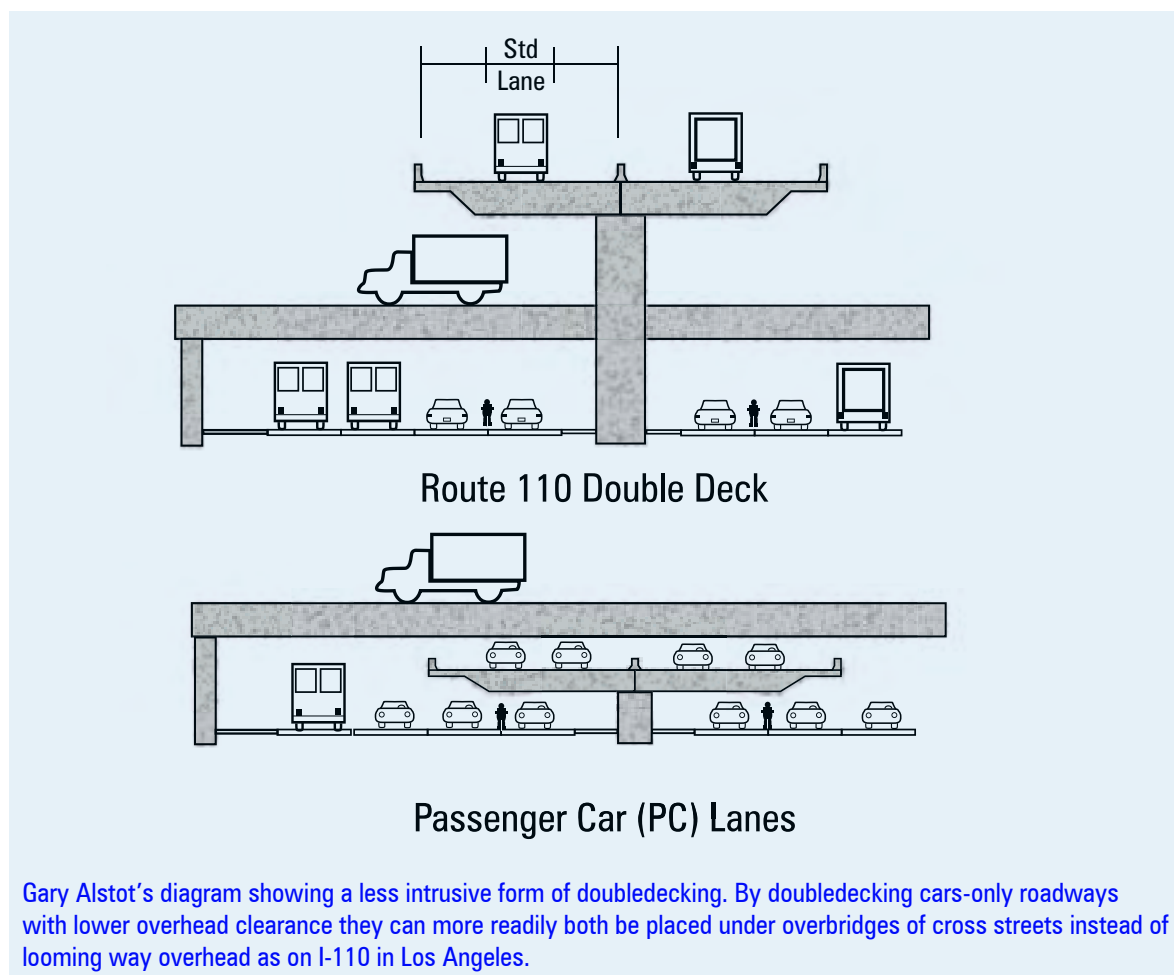 Std
Lane
Route 110 Double Deck
Passenger Car (PC) Lanes
Gary Alstot’s diagram showing a less intrusive form of doubledecking. By doubledecking cars-only roadways
with lower overhead clearance they can more readily both be placed under overbridges of cross streets instead of
looming way overhead as on I-110 in Los Angeles.